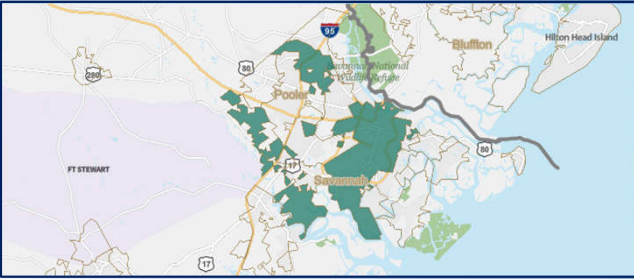 95
Hilton Head Island
Bluffton
80
280
Savannah National
Wildlife Refuge
Pooler
80
FT STEWART
17
Savannah
17